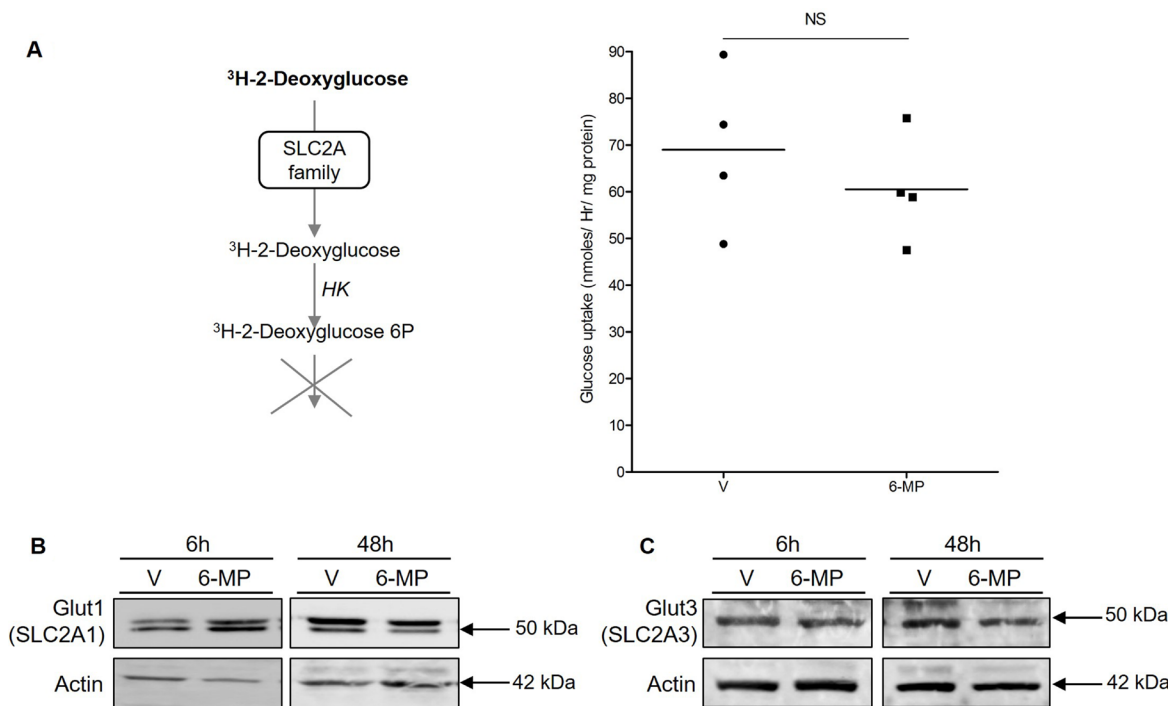 A
³H-2-Deoxyglucose
SLC2A
family
³H-2-Deoxyglucose
HK
³H-2-Deoxyglucose 6P
NS
Glucose uptake (nmoles/ Hr/ mg protein)
90
80
70
60
50
40
30
20
10
0
V 6-MP
B
6h 48h
V 6-MP V 6-MP
Glut1
(SLC2A1)
50 kDa
Actin
42 kDa
C
6h 48h
V 6-MP V 6-MP
Glut3
(SLC2A3)
50 kDa
Actin
42 kDa